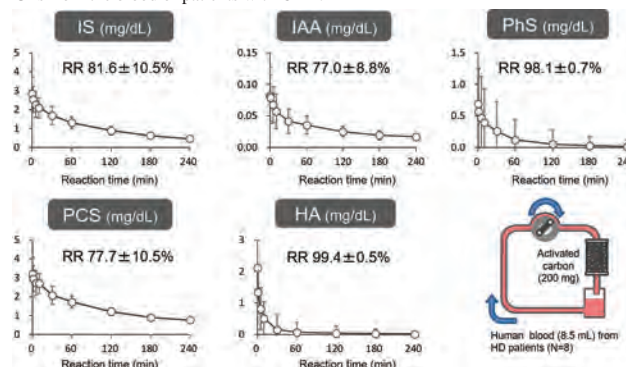 IS (mg/dL)
RR 81.6±10.5%
5
4
3
2
1
0
0 60 120 180 240
Reaction time (min)
IAA (mg/dL)
RR 77.0±8.8%
0.15
0.1
0.05
0
0 60 120 180 240
Reaction time (min)
PhS (mg/dL)
RR 98.1±0.7%
1.5
1.0
0.5
0.0
0 60 120 180 240
Reaction time (min)
PCS (mg/dL)
RR 77.7±10.5%
5
4
3
2
1
0
0 60 120 180 240
Reaction time (min)
HA (mg/dL)
RR 99.4±0.5%
3
2
1
0
0 60 120 180 240
Reaction time (min)
Activated
carbon
(200 mg)
Human blood (8.5 mL) from
HD patients (N=8)